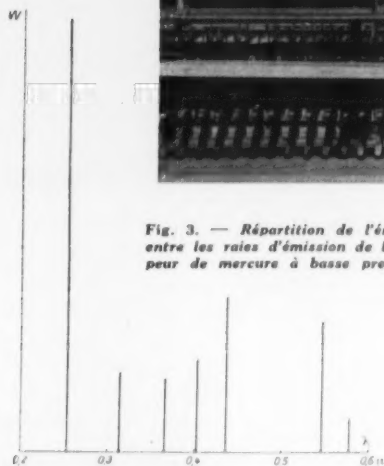 W
Fig. 3. — Répartition de l'é
entre les raies d'émission de l
peur de mercure à basse pre
λ
0,2 0,3 0,4 0,5 0,6